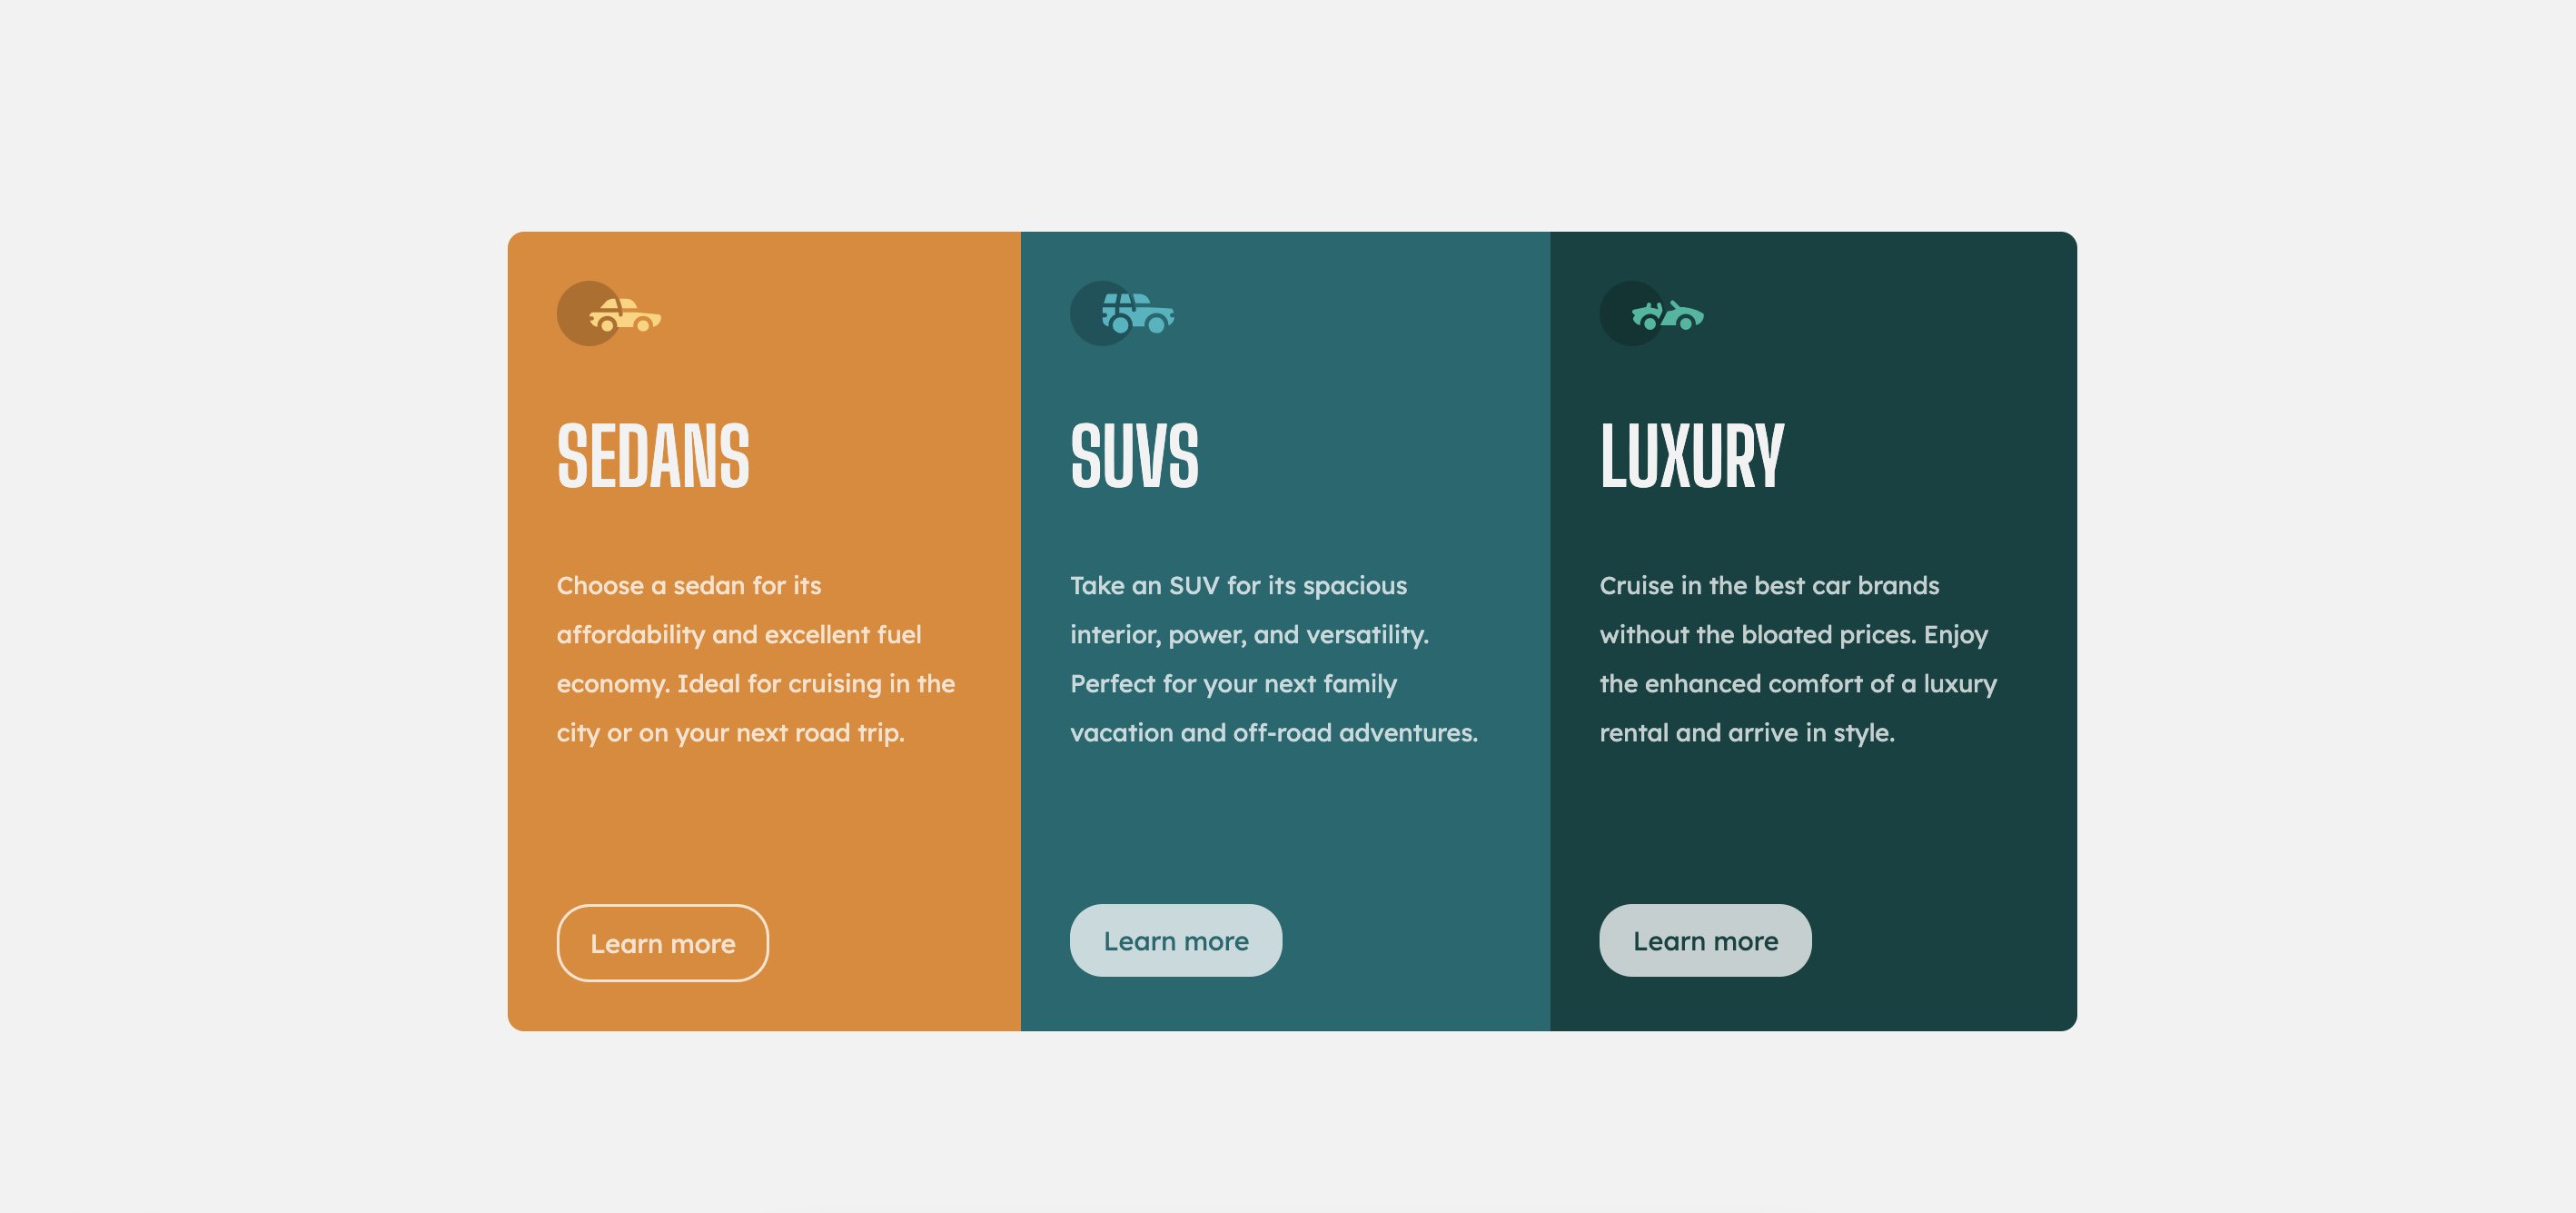 SEDANS
Choose a sedan for its
affordability and excellent fuel
economy. Ideal for cruising in the
city or on your next road trip.
Learn more
SUVS
Take an SUV for its spacious
interior, power, and versatility.
Perfect for your next family
vacation and off-road adventures.
Learn more
LUXURY
Cruise in the best car brands
without the bloated prices. Enjoy
the enhanced comfort of a luxury
rental and arrive in style.
Learn more